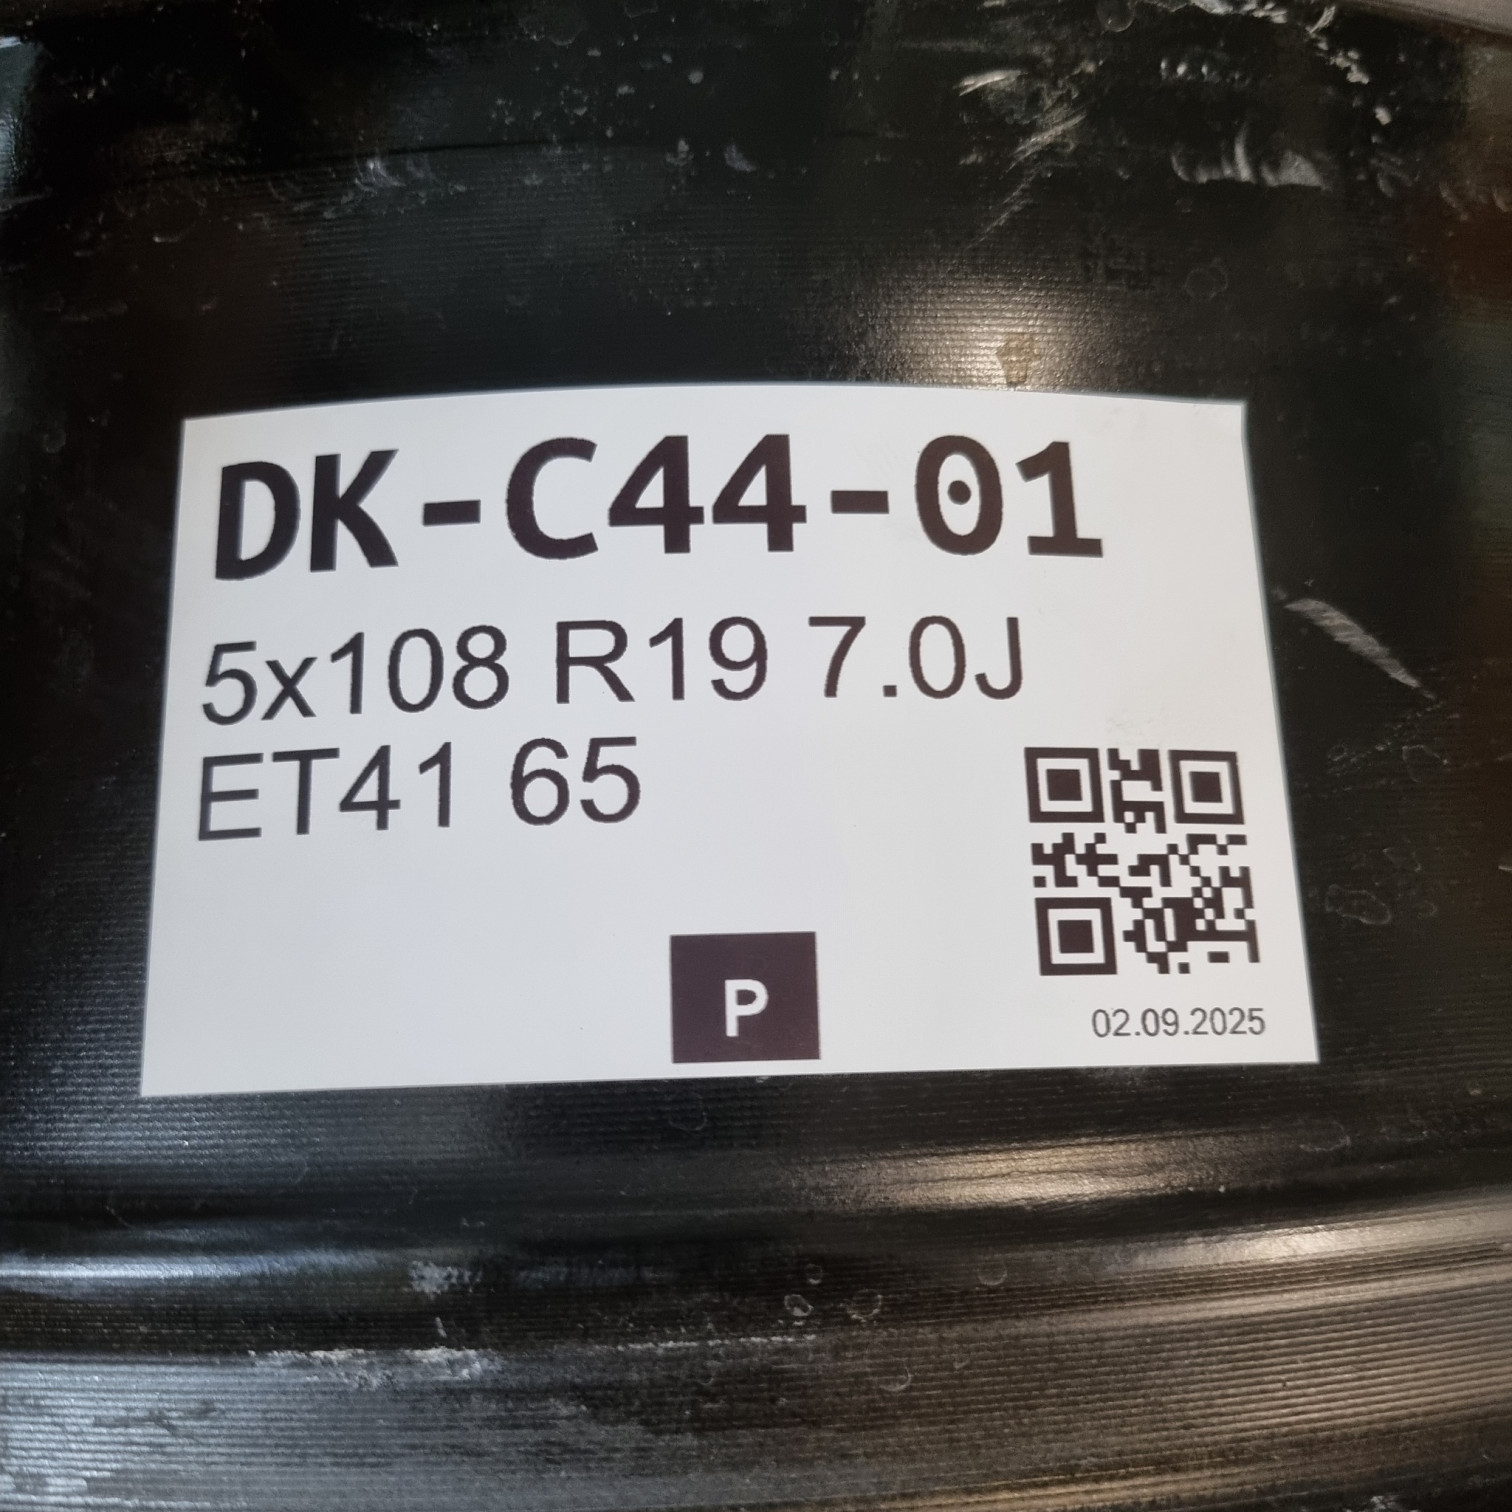 DK-C44-01
5x108 R19 7.0J
ET41 65
P
02.09.2025